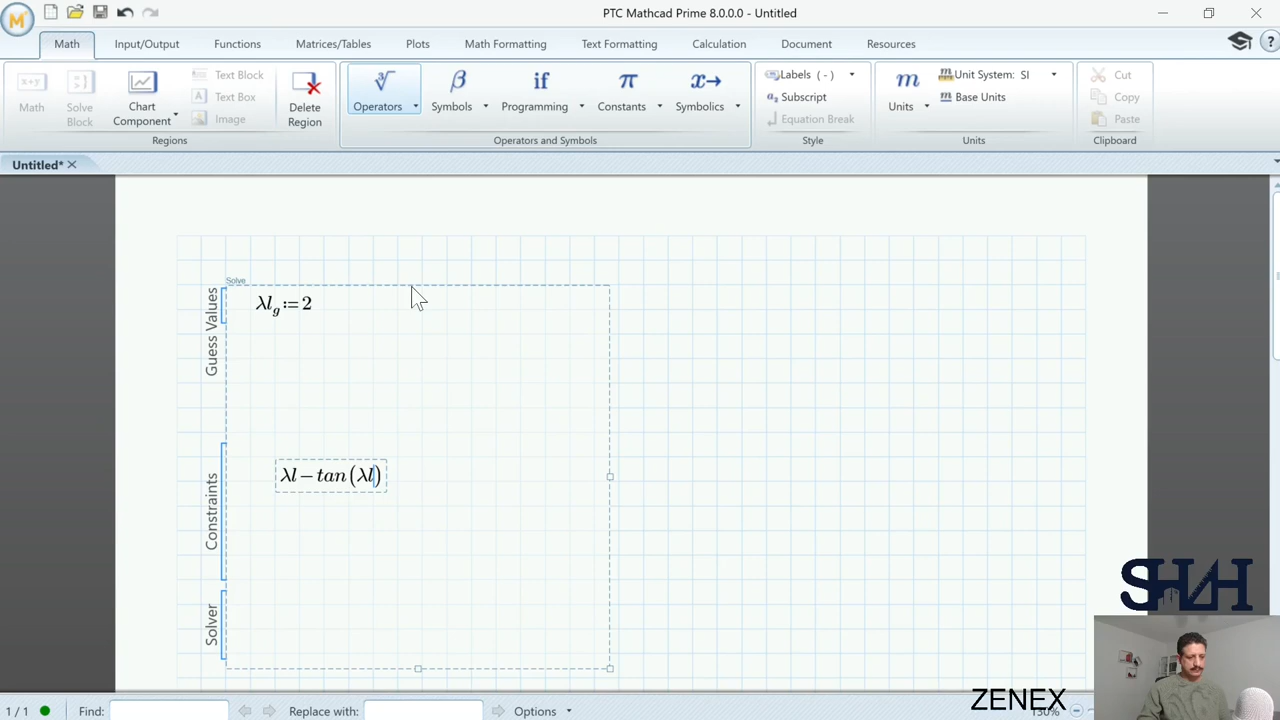 PTC Mathcad Prime 8.0.0.0 - Untitled
Math Input/Output Functions Matrices/Tables Plots Math Formatting Text Formatting Calculation Document Resources
Math
Solve Block
Chart Component
Text Block
Text Box
Image
Delete Region
Regions
Operators
Symbols
Programming
Constants
Symbolics
Operators and Symbols
Labels ( - )
Subscript
Equation Break
Style
Units
Unit System: SI
Base Units
Units
Cut
Copy
Paste
Clipboard
Untitled*
Solve
Guess Values
λl_g := 2
Constraints
λl − tan(λl)
Solver
SHZH
ZENEX
1 / 1 Find: Replace with: Options 130%